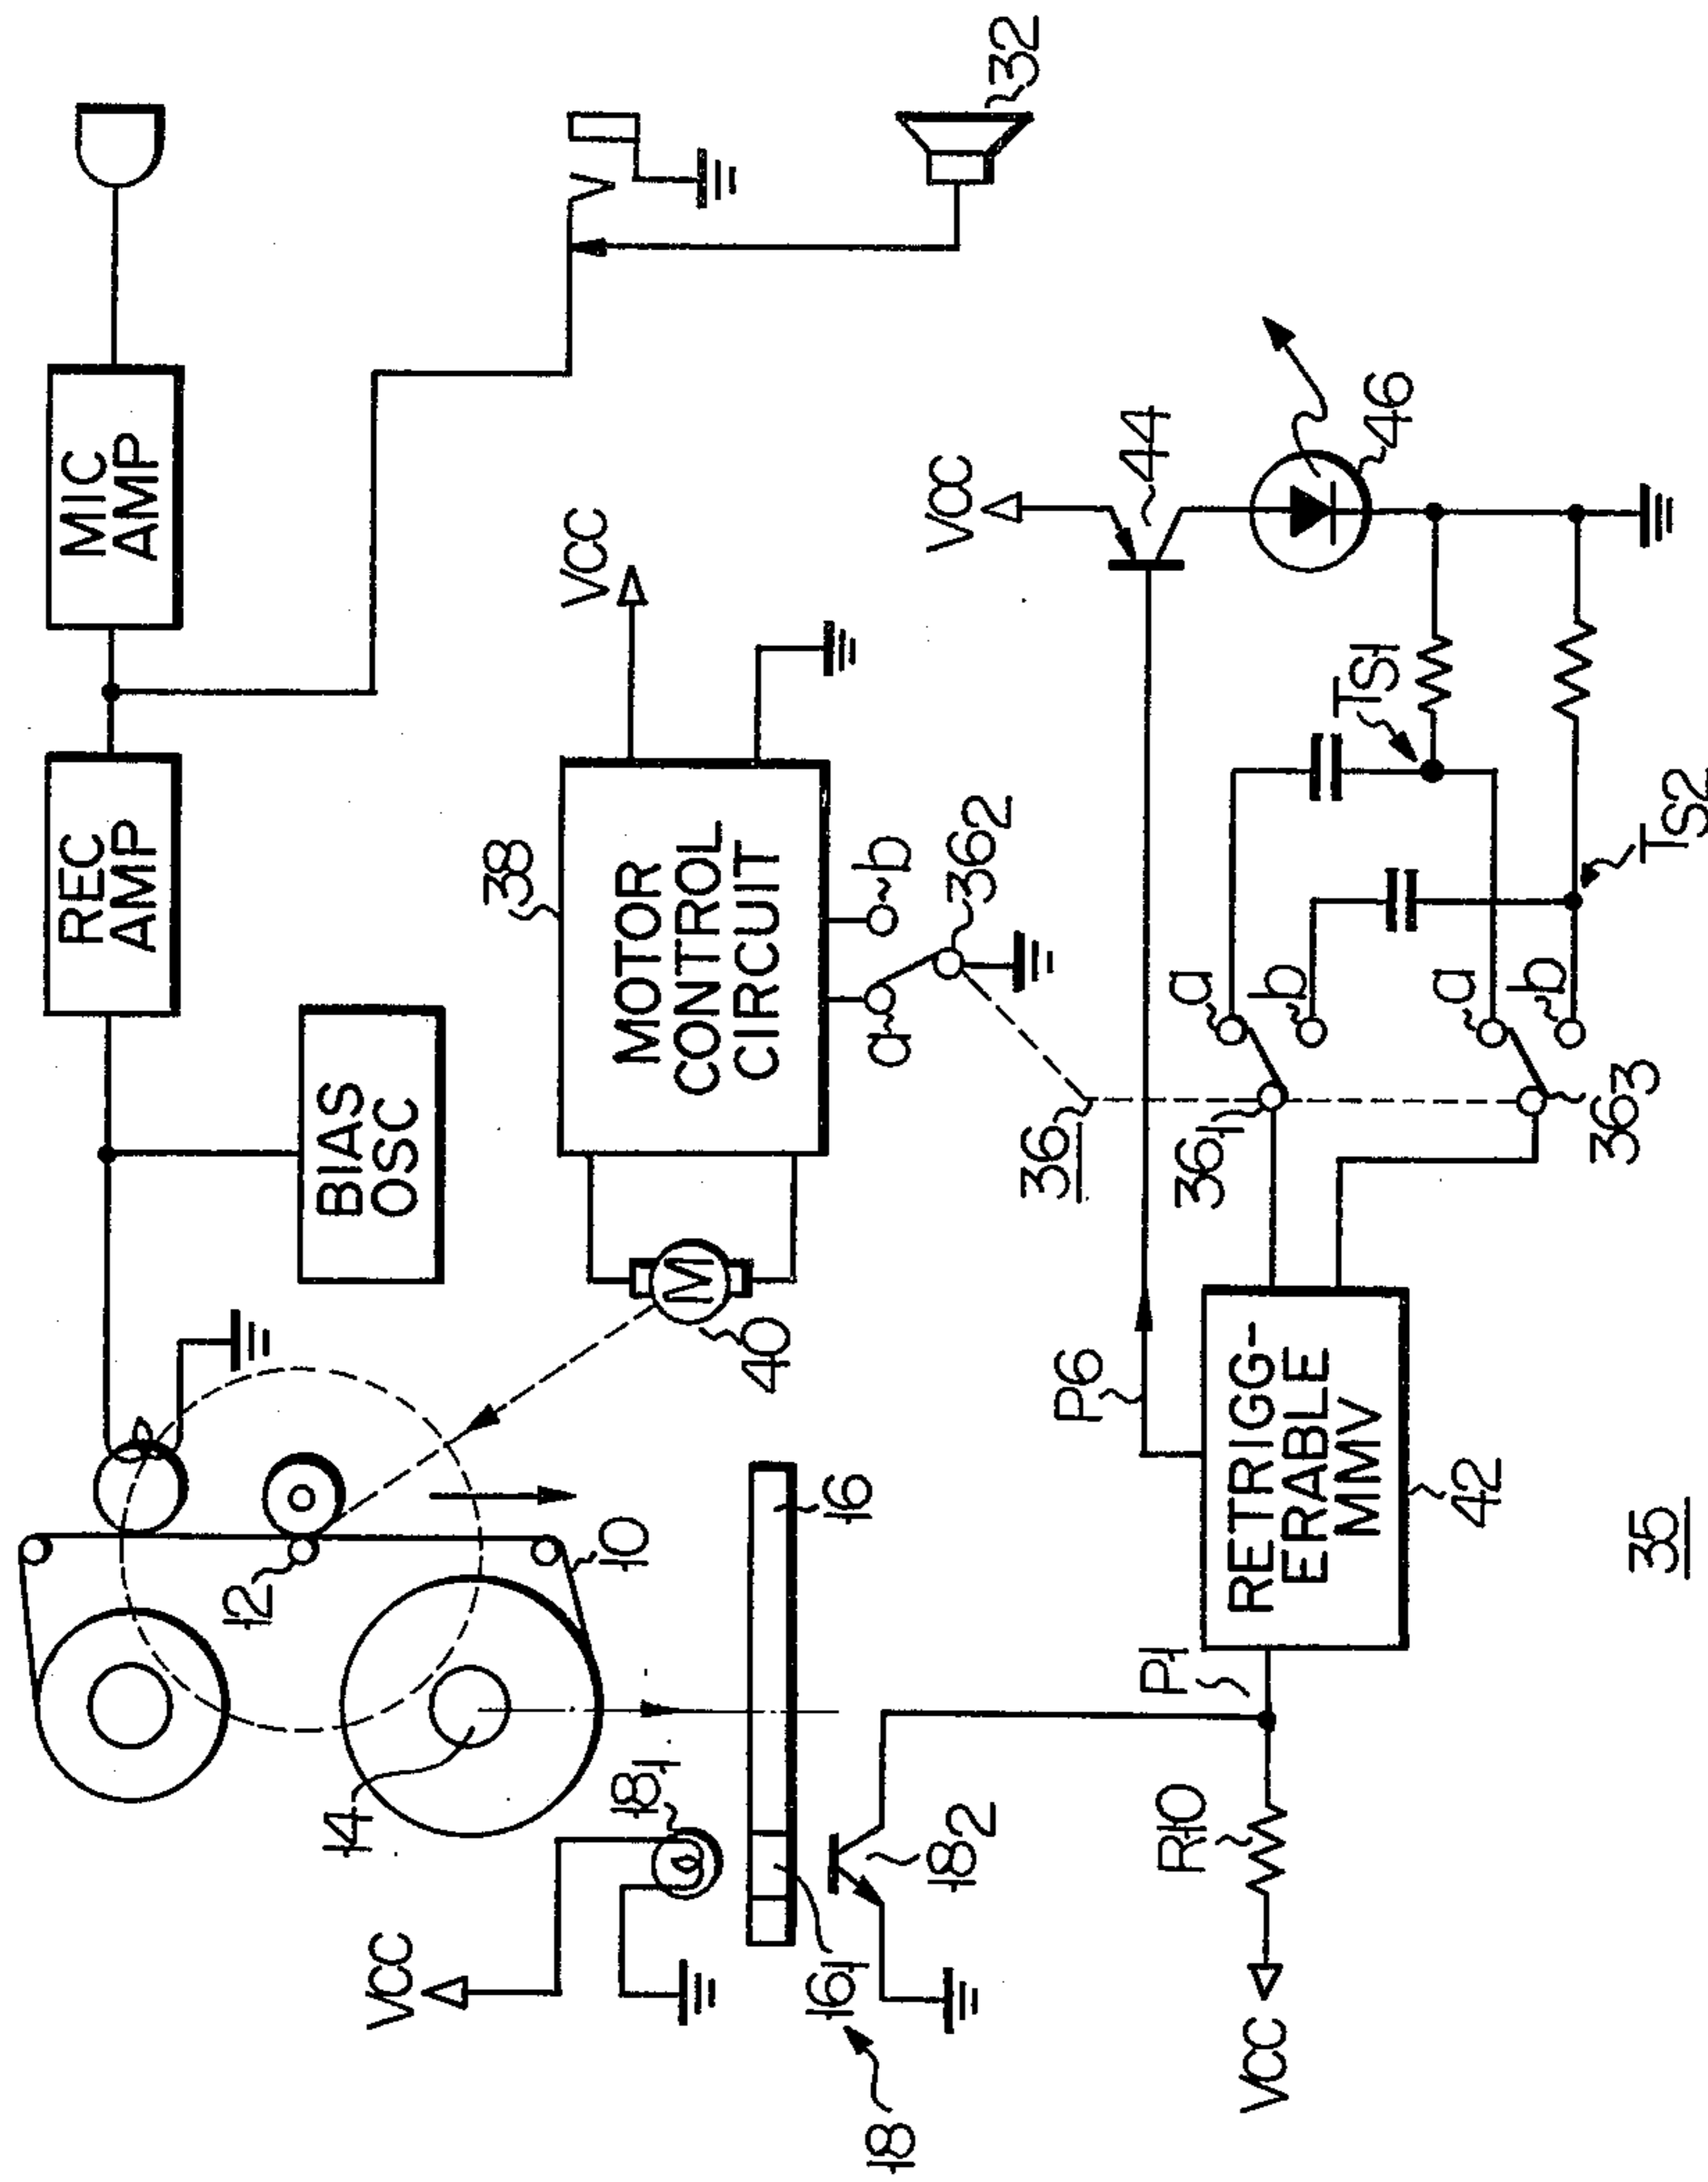 MIC
AMP
REC
AMP
BIAS
OSC
32
VCC
38
MOTOR
CONTROL
CIRCUIT
a
b
36₂
40
M
12
10
14
16
16₁
18₁
18₂
18
VCC
VCC
44
46
TS1
TS2
a
b
a
b
36
36₁
36₃
P6
RETRIGG-
ERABLE
MMV
42
P1
R10
VCC
35